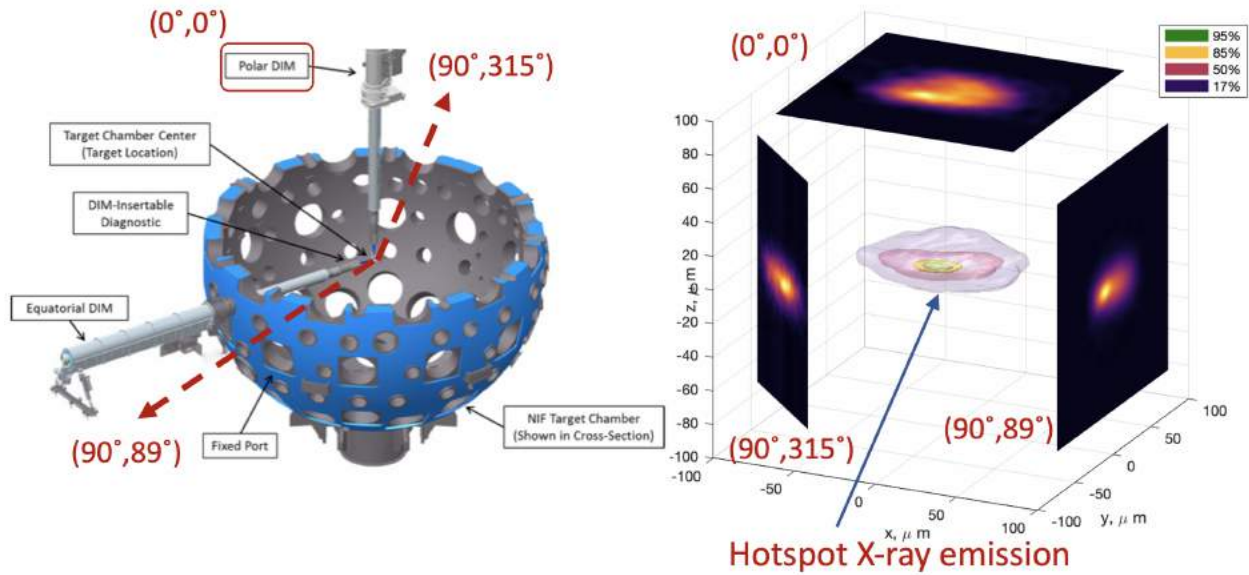 (0°,0°)
Polar DIM
(90°,315°)
Target Chamber Center
(Target Location)
DIM-Insertable
Diagnostic
Equatorial DIM
(90°,89°)
Fixed Port
NIF Target Chamber
(Shown in Cross-Section)
(0°,0°)
95%
85%
50%
17%
100
80
60
40
20
0
-20
-40
-60
-80
-100
z, μ m
(90°,315°)
(90°,89°)
-100
-50
0
50
100
x, μ m
-100
-50
0
50
100
y, μ m
Hotspot X-ray emission